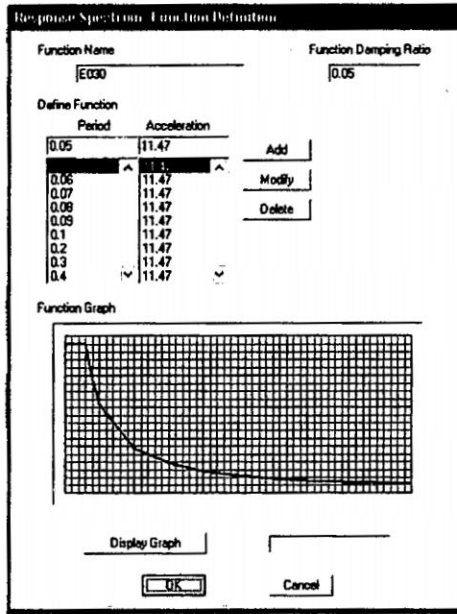 Response Spectrum Function Definition
Function Name
Function Damping Ratio
E030
0.05
Define Function
Period Acceleration
0.05 11.47
Add
0.06 11.47
Modify
0.07 11.47
0.08 11.47
Delete
0.09 11.47
0.1 11.47
0.2 11.47
0.3 11.47
0.4 11.47
Function Graph
Display Graph
OK
Cancel